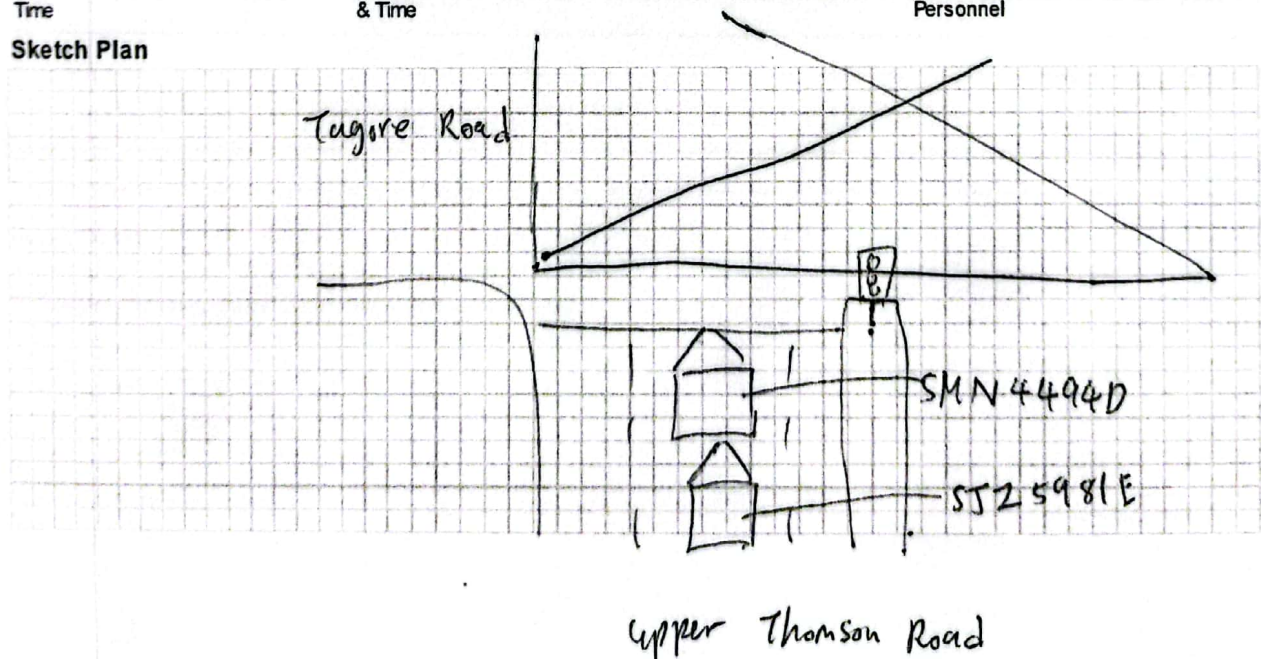 Time & Time Personnel
Sketch Plan
Tagore Road
SMN4494D
SJZ5981E
Upper Thomson Road